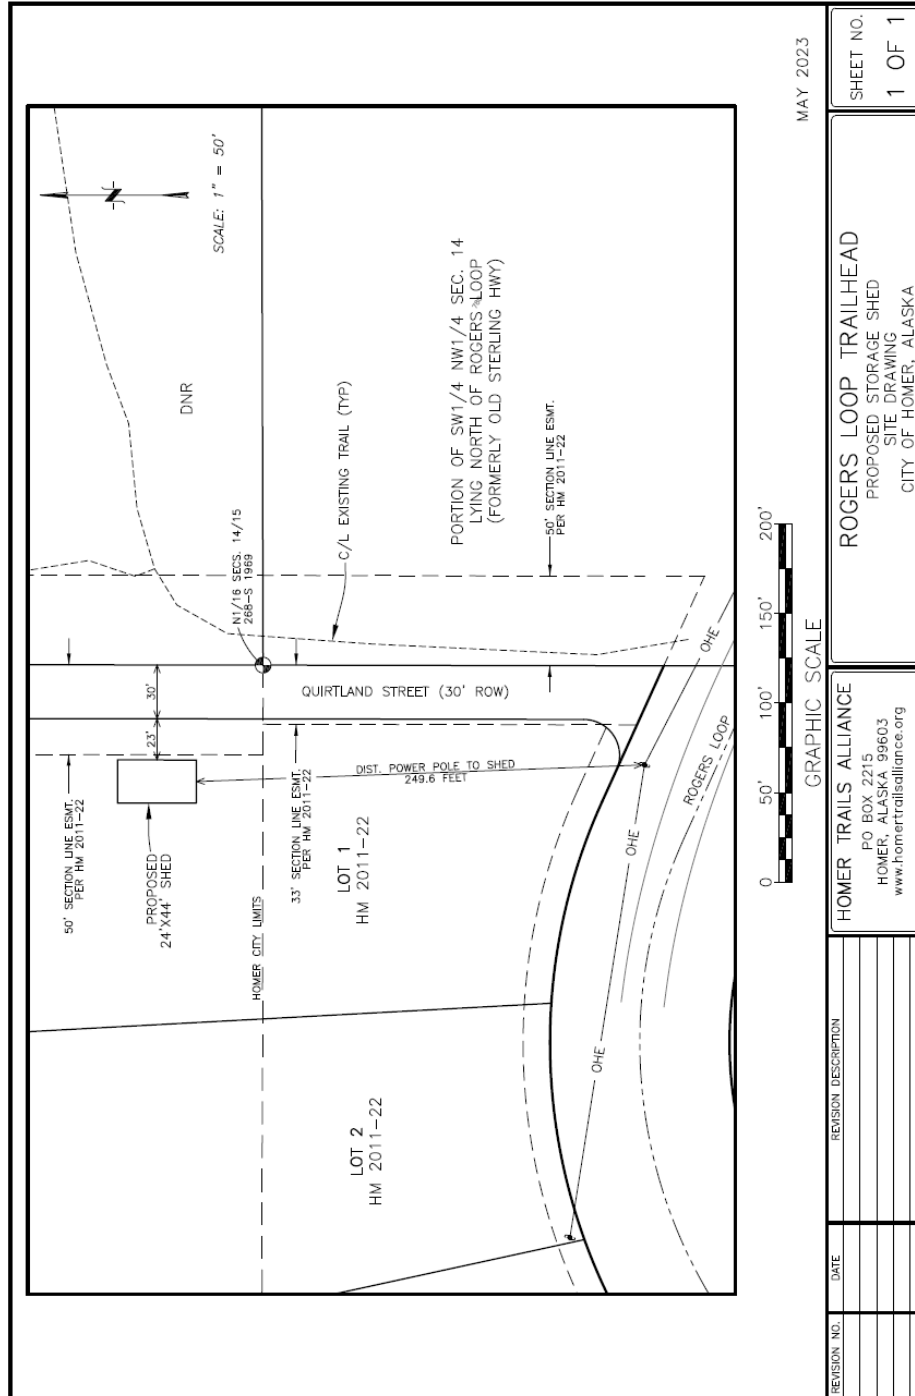 N
SCALE: 1" = 50'
DNR
N1/16 SECS. 14/15
268-S 1969
C/L EXISTING TRAIL (TYP)
PORTION OF SW1/4 NW1/4 SEC. 14
LYING NORTH OF ROGERS LOOP
(FORMERLY OLD STERLING HWY)
50' SECTION LINE ESMT.
PER HM 2011-22
30'
23'
QUIRTLAND STREET (30' ROW)
50' SECTION LINE ESMT.
PER HM 2011-22
PROPOSED
24'X44' SHED
DIST. POWER POLE TO SHED
249.6 FEET
33' SECTION LINE ESMT.
PER HM 2011-22
HOMER CITY LIMITS
LOT 1
HM 2011-22
LOT 2
HM 2011-22
OHE
OHE
OHE
ROGERS LOOP
0
50'
100'
150'
200'
GRAPHIC SCALE
MAY 2023
REVISION NO.
DATE
REVISION DESCRIPTION
HOMER TRAILS ALLIANCE
PO BOX 2215
HOMER, ALASKA 99603
www.homertrailsalliance.org
ROGERS LOOP TRAILHEAD
PROPOSED STORAGE SHED
SITE DRAWING
CITY OF HOMER, ALASKA
SHEET NO.
1 OF 1